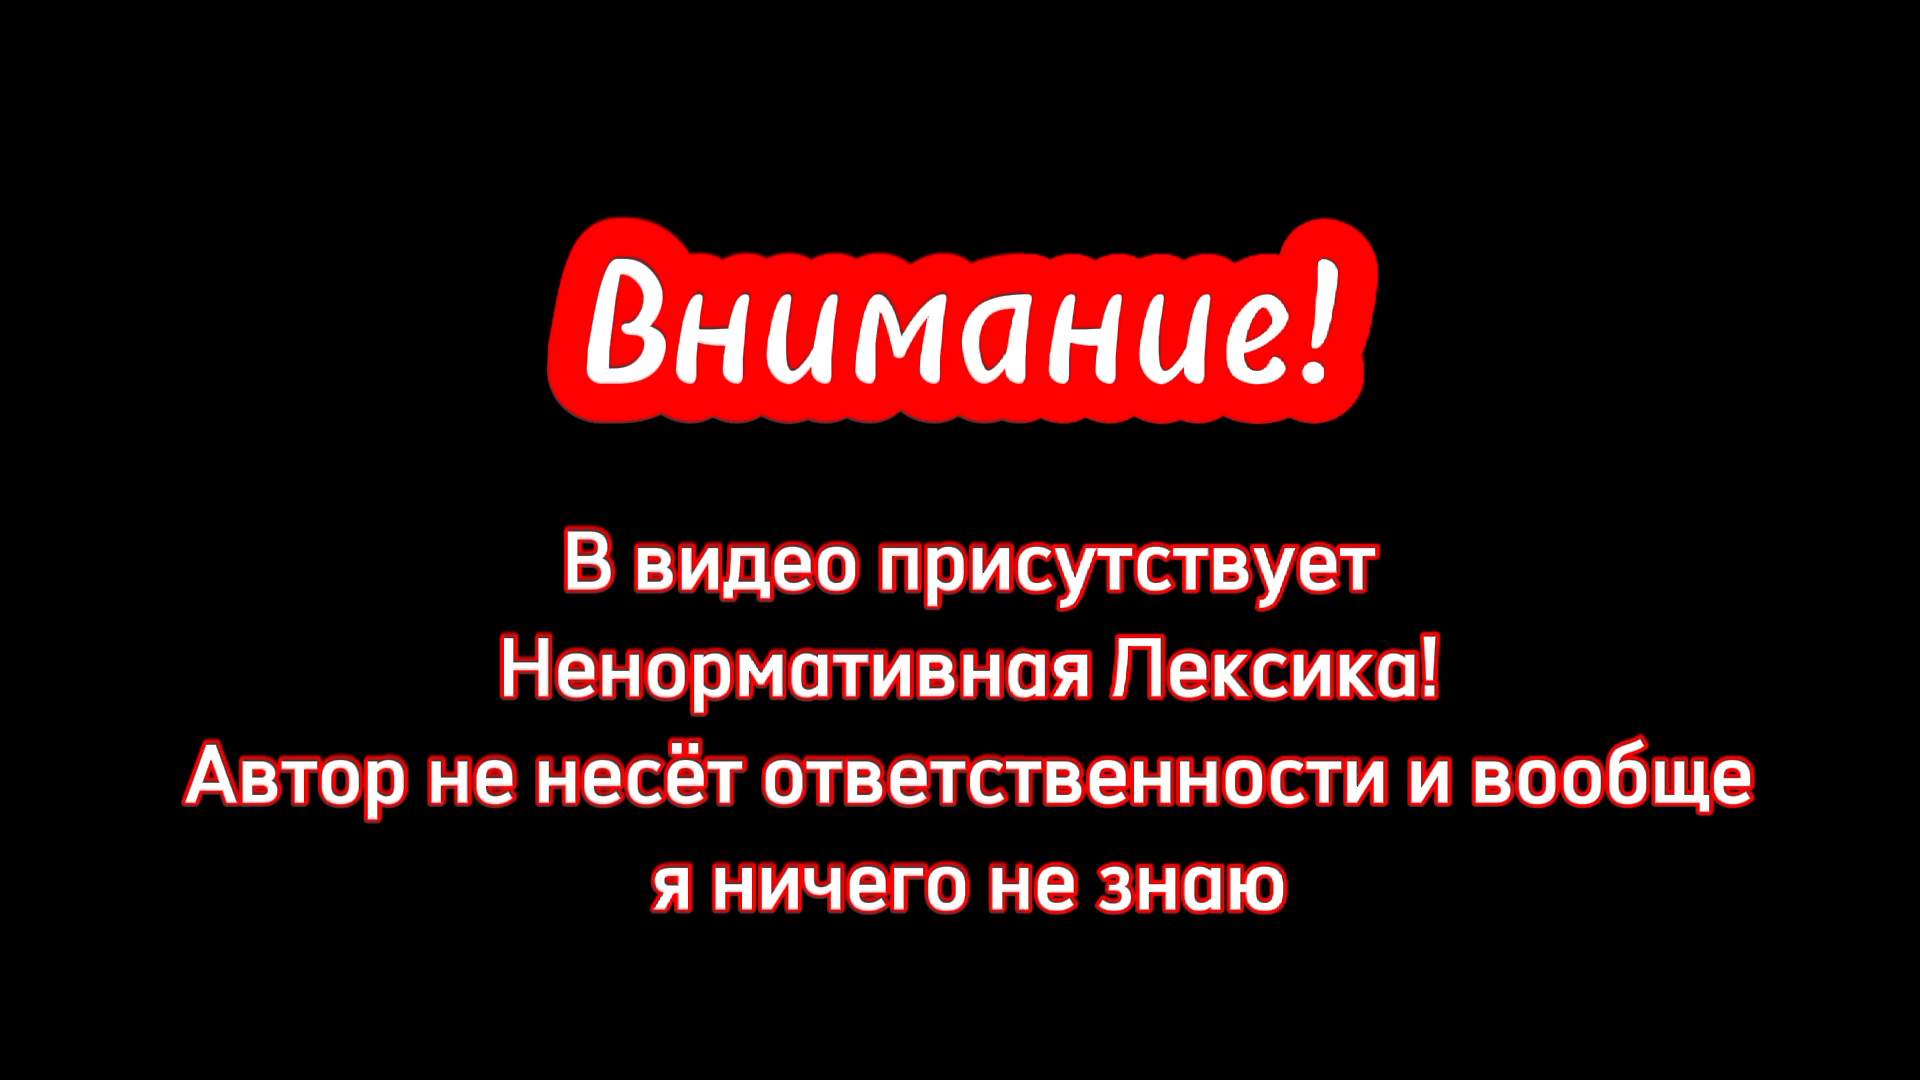 Внимание!
В видео присутствует
Ненормативная Лексика!
Автор не несёт ответственности и вообще
я ничего не знаю